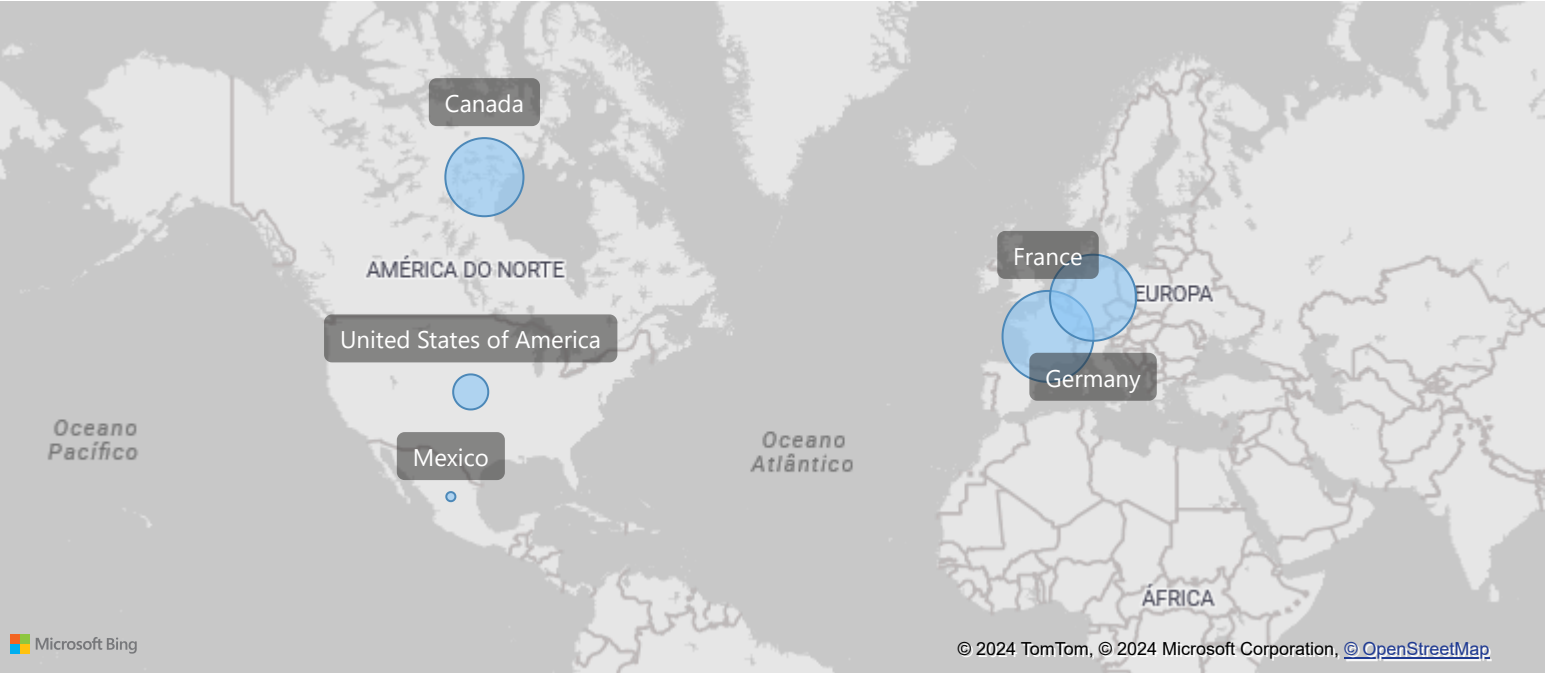 Canada
AMÉRICA DO NORTE
France
EUROPA
United States of America
Germany
Oceano
Pacífico
Mexico
Oceano
Atlântico
ÁFRICA
Microsoft Bing
© 2024 TomTom, © 2024 Microsoft Corporation, © OpenStreetMap